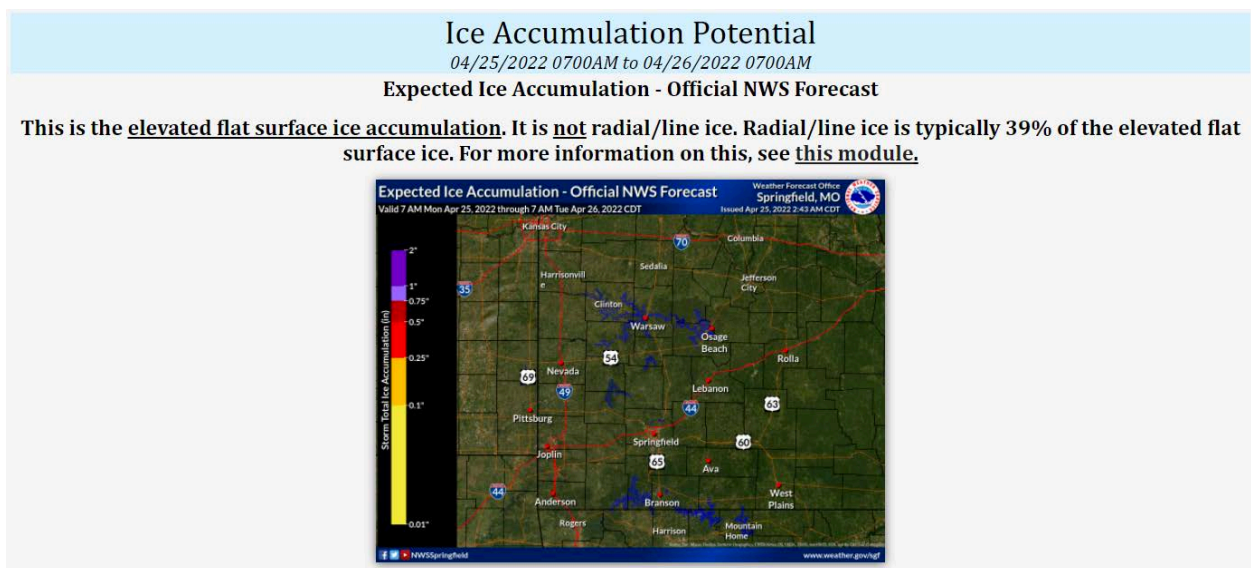 Ice Accumulation Potential
04/25/2022 0700AM to 04/26/2022 0700AM
Expected Ice Accumulation - Official NWS Forecast
This is the elevated flat surface ice accumulation. It is not radial/line ice. Radial/line ice is typically 39% of the elevated flat
surface ice. For more information on this, see this module.
Expected Ice Accumulation - Official NWS Forecast
Weather Forecast Office
Springfield, MO
Valid 7 AM Mon Apr 25, 2022 through 7 AM Tue Apr 26, 2022 CDT
Issued Apr 25, 2022 2:43 AM CDT
Kansas City
70
Columbia
2"
Sedalia
Harrisonvill
e
Jefferson
City
35
1"
0.75"
Clinton
0.5"
Warsaw
Osage
Beach
Storm Total Ice Accumulation (in)
0.25"
54
Rolla
Nevada
69
49
Lebanon
0.1"
44
63
Pittsburg
Springfield
60
Joplin
65
Ava
44
Anderson
Branson
West
Plains
0.01"
Rogers
Harrison
Mountain
Home
NWSSpringfield
www.weather.gov/sgf